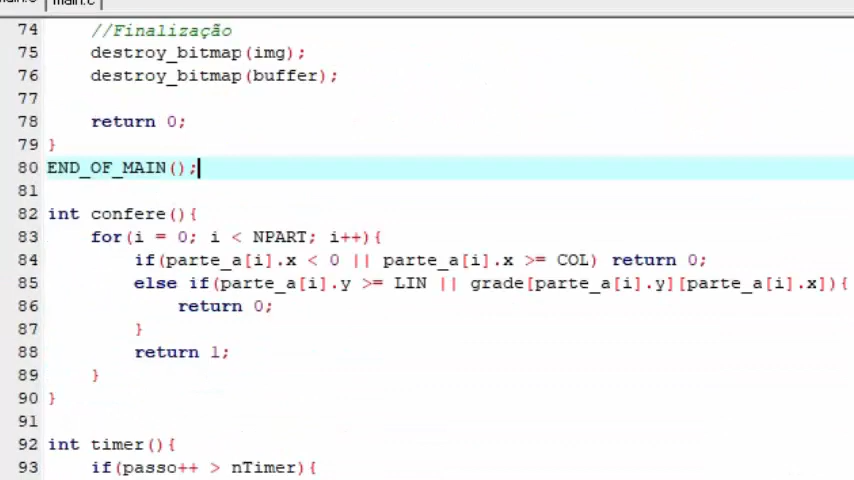 main.c
74 //Finalização
75 destroy_bitmap(img);
76 destroy_bitmap(buffer);
77
78 return 0;
79 }
80 END_OF_MAIN();
81
82 int confere(){
83 for(i = 0; i < NPART; i++){
84 if(parte_a[i].x < 0 || parte_a[i].x >= COL) return 0;
85 else if(parte_a[i].y >= LIN || grade[parte_a[i].y][parte_a[i].x]){
86 return 0;
87 }
88 return 1;
89 }
90 }
91
92 int timer(){
93 if(passo++ > nTimer){